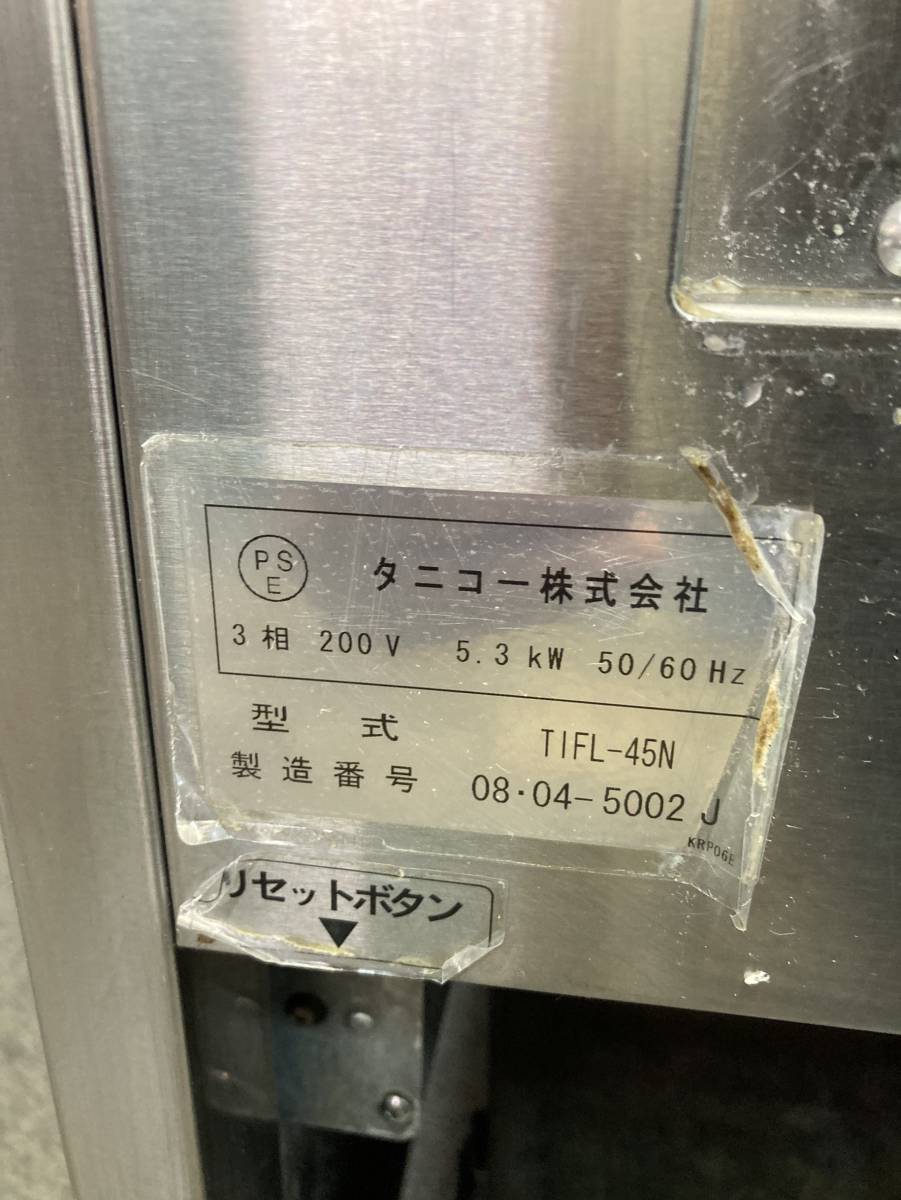 PS
E
タニコー株式会社
3相 200V 5.3kW 50/60Hz
型式 TIFL-45N
製造番号 08・04-5002 J
KRP06E
リセットボタン
▼